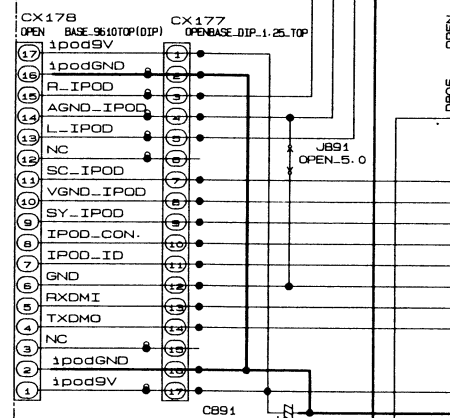 CX178 CX177
OPEN BASE_9610TOP(DIP) OPENBASE_DIP_1.25_TOP
17 ipod9V 1
16 ipodGND 2
15 R_IPOD 3
14 AGND_IPOD 4
13 L_IPOD 5
12 NC 6
11 SC_IPOD 7
10 VGND_IPOD 8
9 SY_IPOD 9
8 IPOD_CON. 10
7 IPOD_ID 11
6 GND 12
5 RXDMI 13
4 TXDMO 14
3 NC 15
2 ipodGND 16
1 ipod9V 17
J891
OPEN_5.0
C891
OPEN